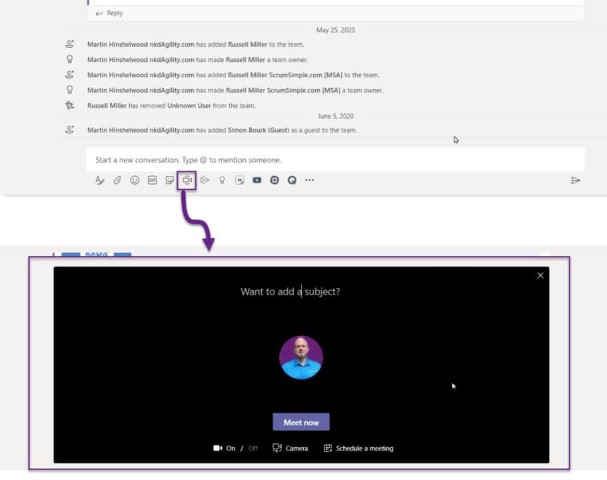 Reply
May 25, 2020
Martin Hinshelwood nkdAgility.com has added Russell Miller to the team.
Martin Hinshelwood nkdAgility.com has made Russell Miller a team owner.
Martin Hinshelwood nkdAgility.com has added Russell Miller ScrumSimple.com [MSA] to the team.
Martin Hinshelwood nkdAgility.com has made Russell Miller ScrumSimple.com [MSA] a team owner.
Russell Miller has removed Unknown User from the team.
June 5, 2020
Martin Hinshelwood nkdAgility.com has added Simon Bourk (Guest) as a guest to the team.
Start a new conversation. Type @ to mention someone.
GIF
Want to add a subject?
Meet now
On / Off Camera Schedule a meeting